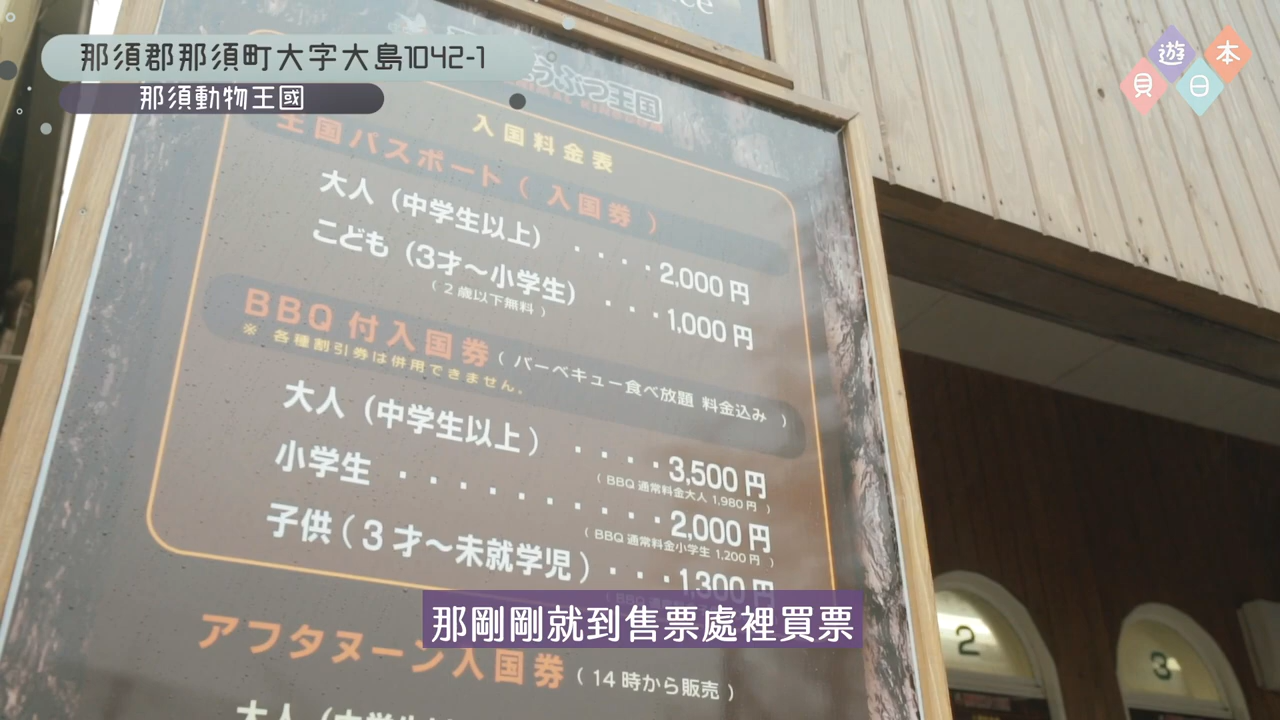 那須郡那須町大字大島1042-1
那須動物王國
遊 本
貝 日
うぶつ王国
入国料金表
王国パスポート（入国券）
大人（中学生以上）・・・・2,000円
こども（3才～小学生）・・・1,000円
（2歳以下無料）
BBQ付入国券（バーベキュー食べ放題 料金込み）
※ 各種割引券は併用できません。
大人（中学生以上）・・・・3,500円
（BBQ通常料金大人 1,980円）
小学生・・・・・・・・・・2,000円
（BBQ通常料金小学生 1,200円）
子供（3才～未就学児）・・・1,300円
アフタヌーン入国券（14時から販売）
大人
那剛剛就到售票處裡買票
2
3